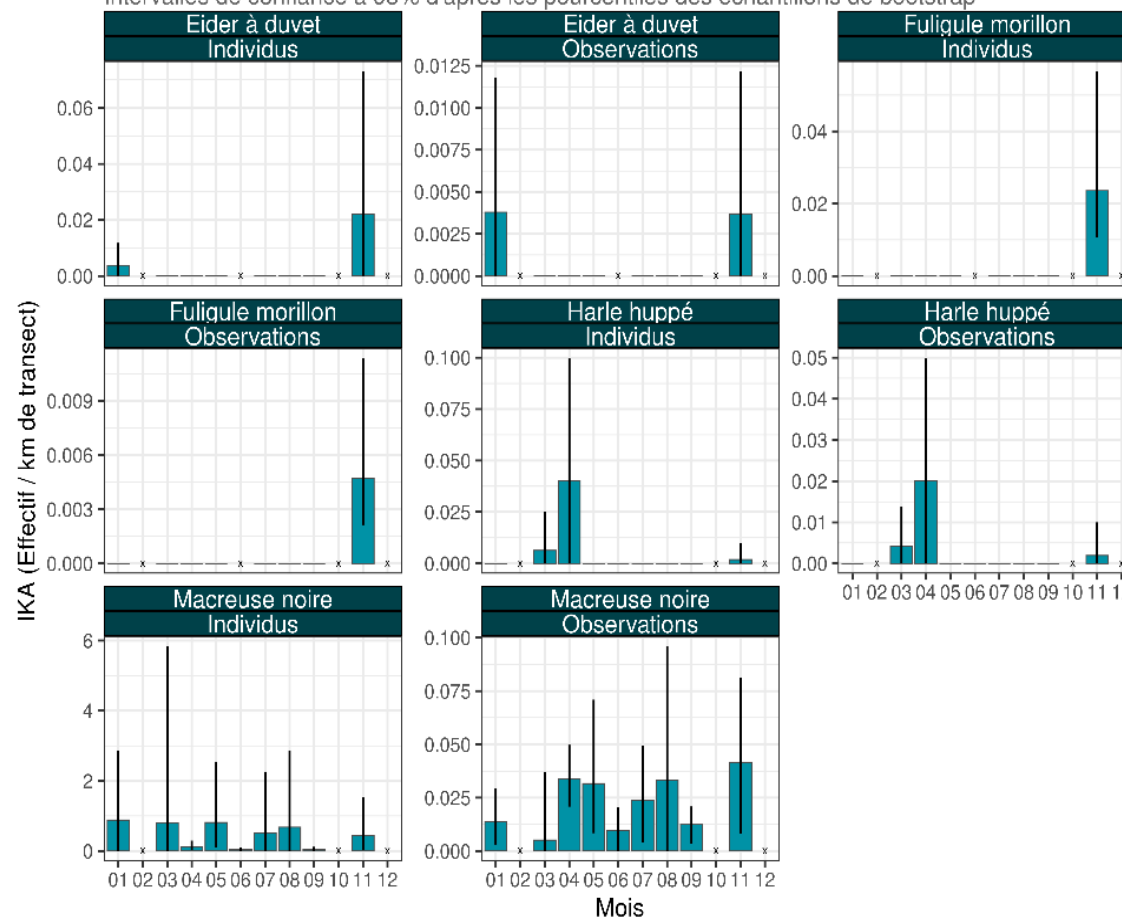 Eider à duvet
Individus
0.06
0.04
0.02
0.00
Eider à duvet
Observations
0.0125
0.0100
0.0075
0.0050
0.0025
0.0000
Fuligule morillon
Individus
0.04
0.02
0.00
Fuligule morillon
Observations
0.009
0.006
0.003
0.000
Harle huppé
Individus
0.100
0.075
0.050
0.025
0.000
Harle huppé
Observations
0.05
0.04
0.03
0.02
0.01
0.00
01 02 03 04 05 06 07 08 09 10 11
Macreuse noire
Individus
6
4
2
0
01 02 03 04 05 06 07 08 09 10 11 12
Macreuse noire
Observations
0.100
0.075
0.050
0.025
0.000
01 02 03 04 05 06 07 08 09 10 11 12
IKA (Effectif / km de transect)
Mois